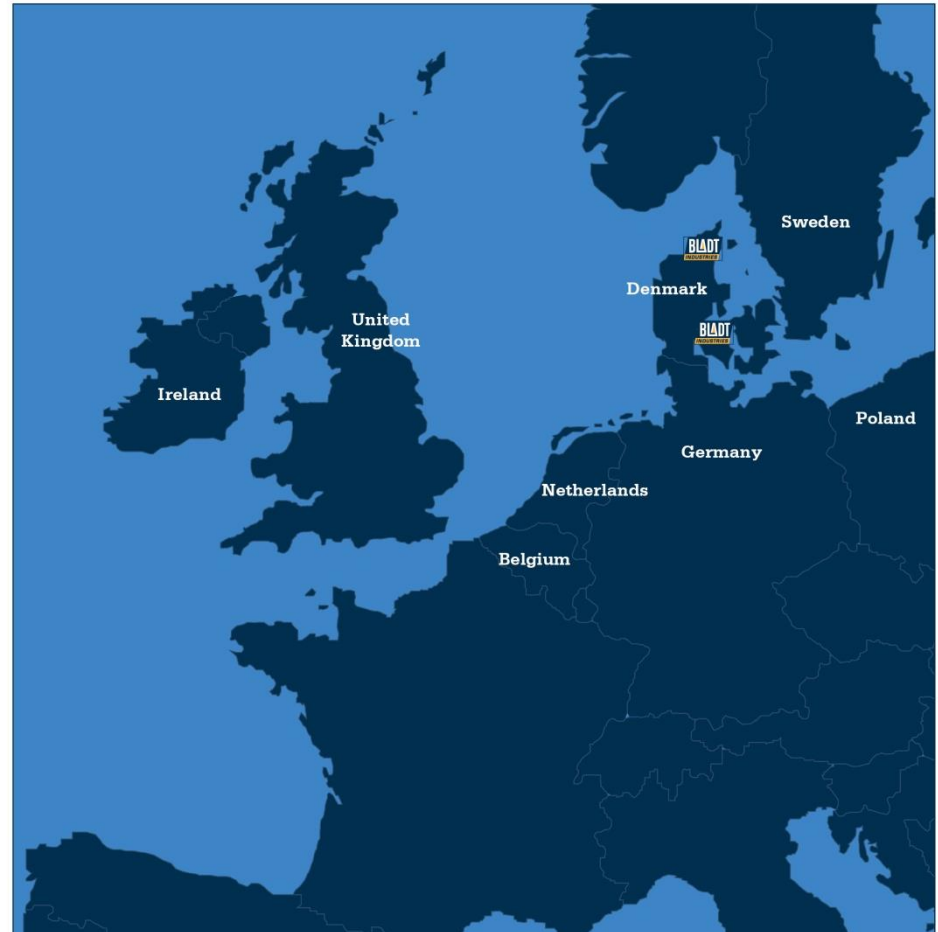 Sweden
BLADT
INDUSTRIES
Denmark
United
Kingdom
BLADT
INDUSTRIES
Ireland
Poland
Germany
Netherlands
Belgium